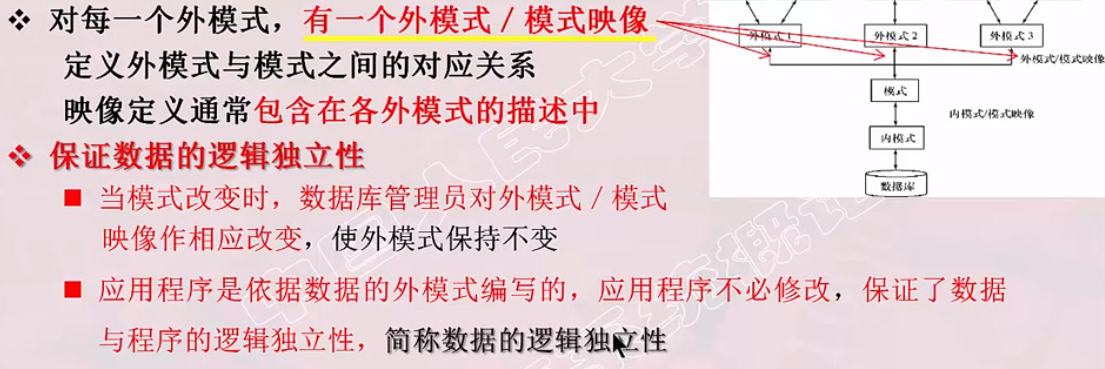 ❖ 对每一个外模式，有一个外模式／模式映像
定义外模式与模式之间的对应关系
映像定义通常包含在各外模式的描述中
❖ 保证数据的逻辑独立性
■ 当模式改变时，数据库管理员对外模式／模式
映像作相应改变，使外模式保持不变
■ 应用程序是依据数据的外模式编写的，应用程序不必修改，保证了数据
与程序的逻辑独立性，简称数据的逻辑独立性
外模式 1
外模式 2
外模式 3
外模式/模式映像
模式
内模式/模式映像
内模式
数据库